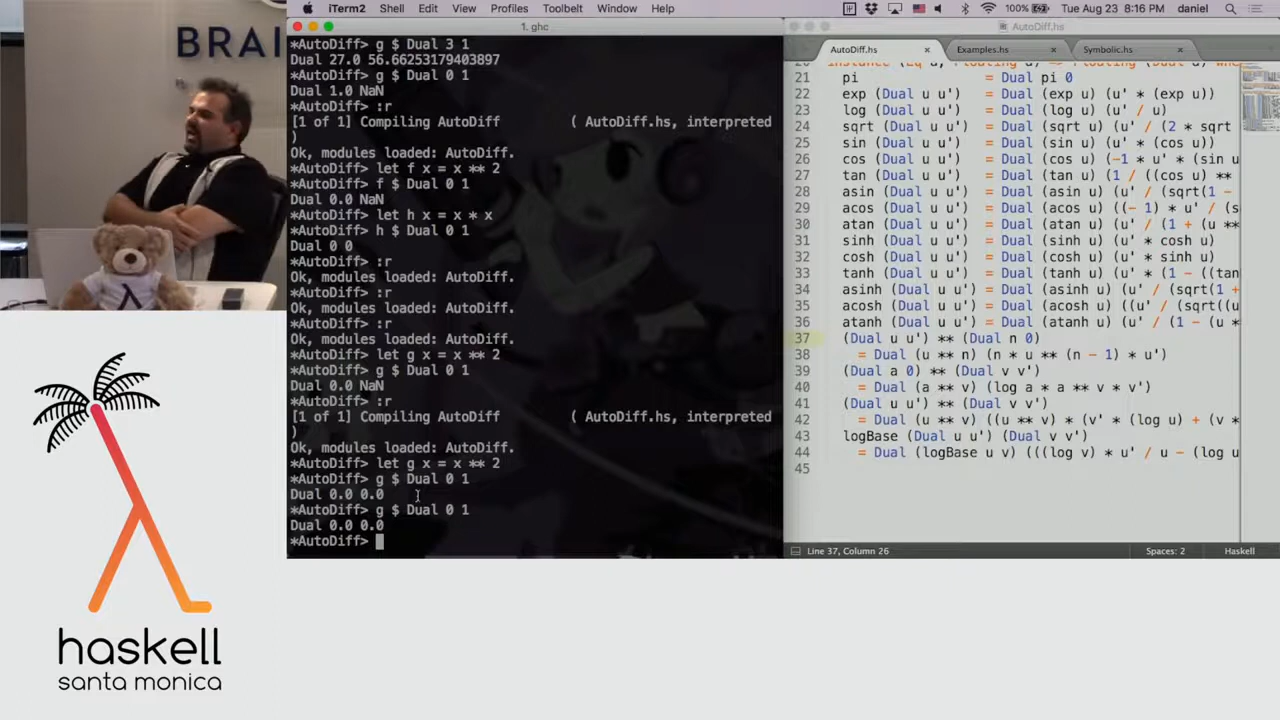 BRAI
iTerm2 Shell Edit View Profiles Toolbelt Window Help
100% Tue Aug 23 8:16 PM daniel
1. ghc
*AutoDiff> g $ Dual 3 1
Dual 27.0 56.66253179403897
*AutoDiff> g $ Dual 0 1
Dual 1.0 NaN
*AutoDiff> :r
[1 of 1] Compiling AutoDiff ( AutoDiff.hs, interpreted
)
Ok, modules loaded: AutoDiff.
*AutoDiff> let f x = x ** 2
*AutoDiff> f $ Dual 0 1
Dual 0.0 NaN
*AutoDiff> let h x = x * x
*AutoDiff> h $ Dual 0 1
Dual 0 0
*AutoDiff> :r
Ok, modules loaded: AutoDiff.
*AutoDiff> :r
Ok, modules loaded: AutoDiff.
*AutoDiff> :r
Ok, modules loaded: AutoDiff.
*AutoDiff> let g x = x ** 2
*AutoDiff> g $ Dual 0 1
Dual 0.0 NaN
*AutoDiff> :r
[1 of 1] Compiling AutoDiff ( AutoDiff.hs, interpreted
)
Ok, modules loaded: AutoDiff.
*AutoDiff> let g x = x ** 2
*AutoDiff> g $ Dual 0 1
Dual 0.0 0.0
*AutoDiff> g $ Dual 0 1
Dual 0.0 0.0
*AutoDiff>
AutoDiff.hs
AutoDiff.hs Examples.hs Symbolic.hs
21 pi = Dual pi 0
22 exp (Dual u u') = Dual (exp u) (u' * (exp u))
23 log (Dual u u') = Dual (log u) (u' / u)
24 sqrt (Dual u u') = Dual (sqrt u) (u' / (2 * sqrt
25 sin (Dual u u') = Dual (sin u) (u' * (cos u))
26 cos (Dual u u') = Dual (cos u) (-1 * u' * (sin u
27 tan (Dual u u') = Dual (tan u) (1 / ((cos u) **
28 asin (Dual u u') = Dual (asin u) (u' / (sqrt(1 -
29 acos (Dual u u') = Dual (acos u) ((- 1) * u' / (s
30 atan (Dual u u') = Dual (atan u) (u' / (1 + (u **
31 sinh (Dual u u') = Dual (sinh u) (u' * cosh u)
32 cosh (Dual u u') = Dual (cosh u) (u' * sinh u)
33 tanh (Dual u u') = Dual (tanh u) (u' * (1 - ((tan
34 asinh (Dual u u') = Dual (asinh u) (u' / (sqrt(1 +
35 acosh (Dual u u') = Dual (acosh u) ((u' / (sqrt((u
36 atanh (Dual u u') = Dual (atanh u) (u' / (1 - (u *
37 (Dual u u') ** (Dual n 0)
38 = Dual (u ** n) (n * u ** (n - 1) * u')
39 (Dual a 0) ** (Dual v v')
40 = Dual (a ** v) (log a * a ** v * v')
41 (Dual u u') ** (Dual v v')
42 = Dual (u ** v) ((u ** v) * (v' * (log u) + (v *
43 logBase (Dual u u') (Dual v v')
44 = Dual (logBase u v) (((log v) * u' / u - (log u
45
Line 37, Column 26 Spaces: 2 Haskell
haskell
santa monica